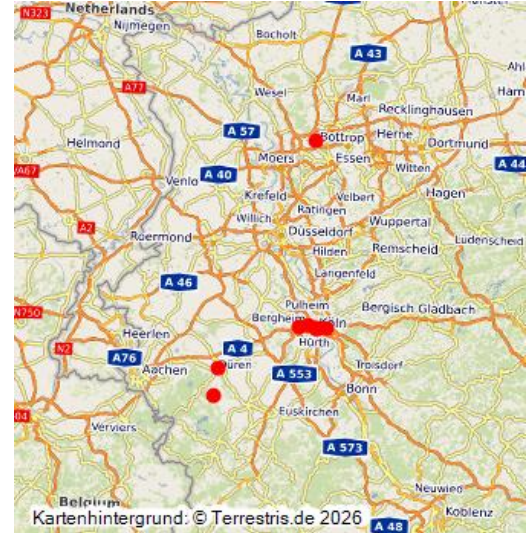 Netherlands
N323
Nijmegen
Bocholt
A 43
A77
Wesel
Marl
Recklinghausen
Ham
A 57
Bottrop
Herne
Dortmund
Helmond
Moers
Essen
VA67
A 40
Witten
A 44
Venlo
Krefeld
Velbert
Hagen
Ratingen
Willich
Wuppertal
A2
Roermond
Düsseldorf
Ludenscheid
Hilden
Remscheid
A 46
Langenfeld
Pulheim
Bergisch Gladbach
N750
Bergheim
Köln
Heerlen
Hürth
N2
A76
A 4
Düren
Troisdorf
Aachen
A 553
Bonn
Euskirchen
Verviers
A 573
Neuwied
Belgium
Koblenz
Kartenhintergrund: © Terrestris.de 2026
A 48